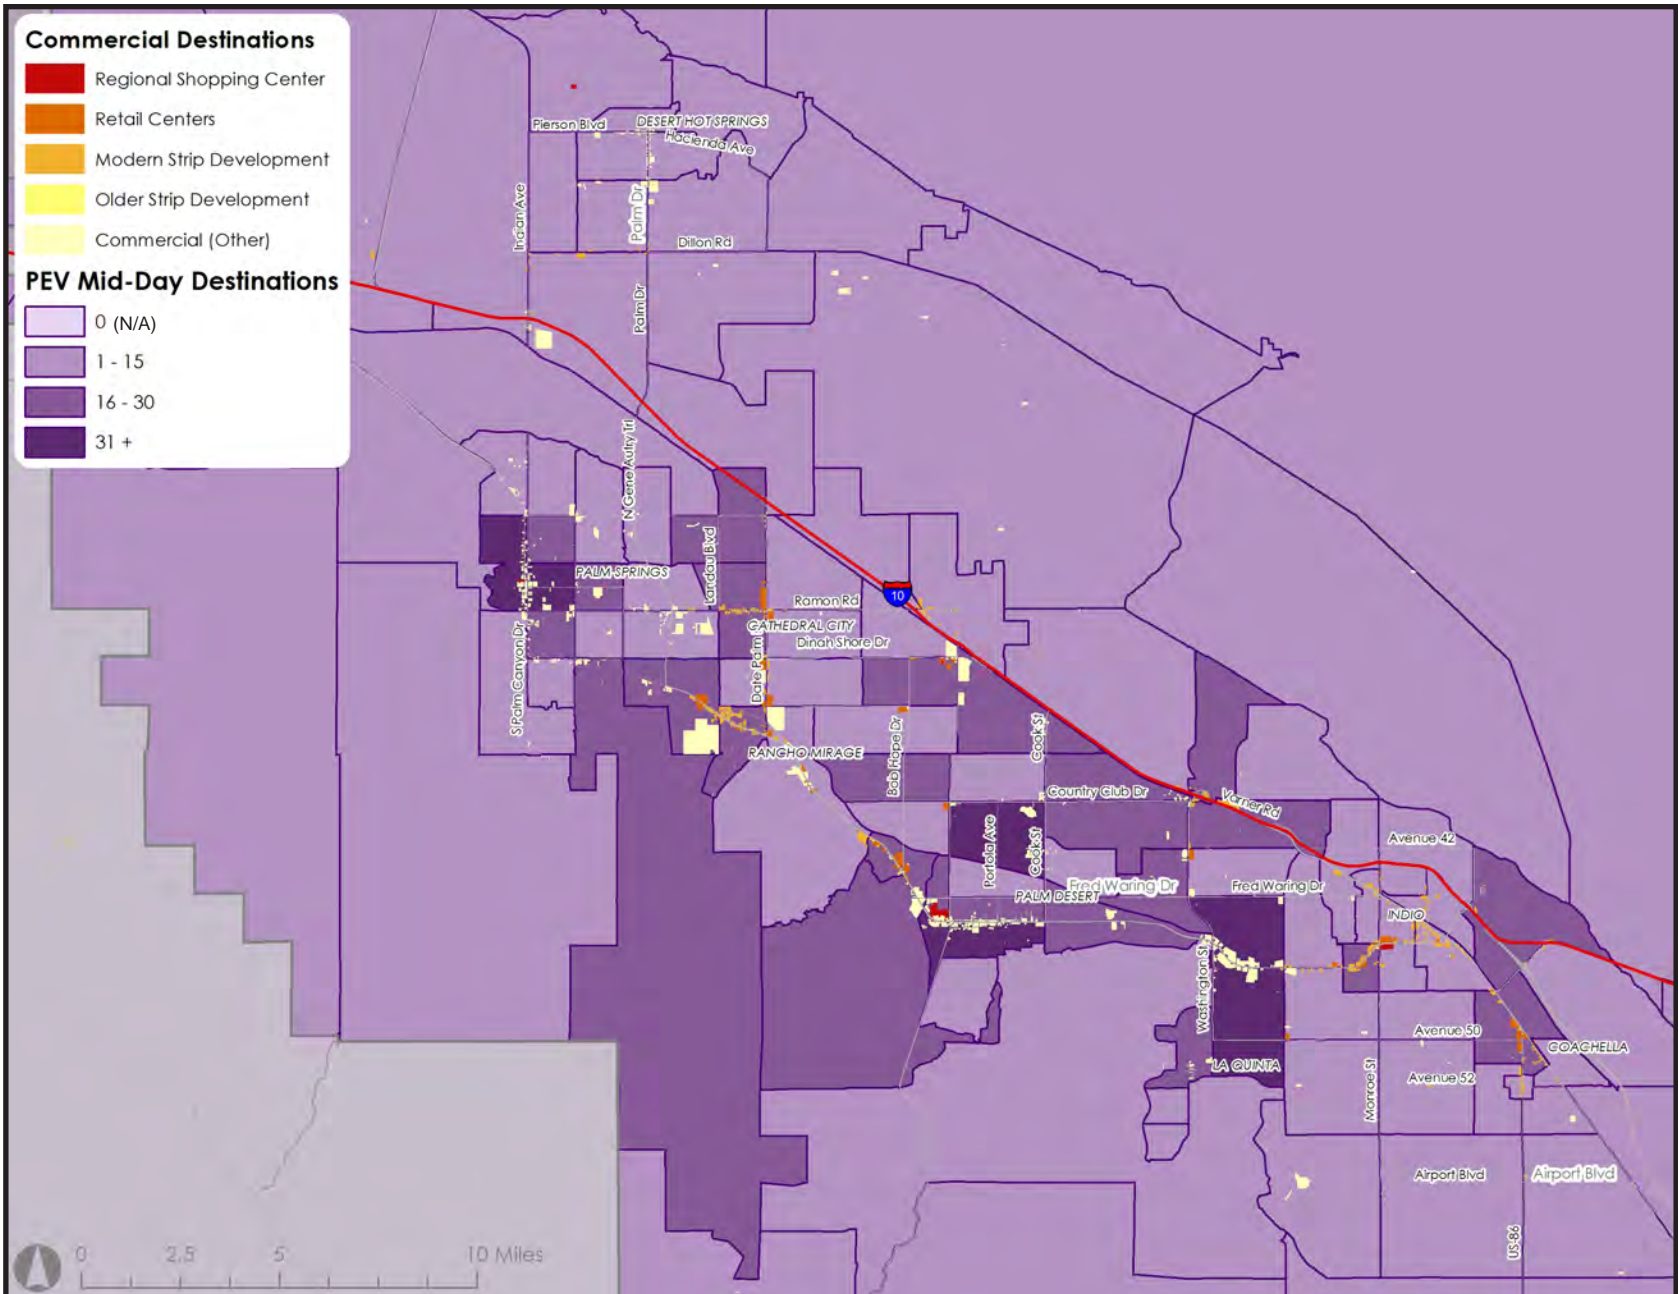 Commercial Destinations
Regional Shopping Center
Retail Centers
Modern Strip Development
Older Strip Development
Commercial (Other)
PEV Mid-Day Destinations
0 (N/A)
1 - 15
16 - 30
31 +
Pierson Blvd
DESERT HOT SPRINGS
Hacienda Ave
Indian Ave
Palm Dr
Dillon Rd
Palm Dr
N Gene Autry Trl
Landau Blvd
PALM SPRINGS
Ramon Rd
10
CATHEDRAL CITY
Dinah Shore Dr
S Palm Canyon Dr
Date Palm
Bob Hope Dr
Cook St
RANCHO MIRAGE
Country Club Dr
Varner Rd
Portola Ave
Cook St
Avenue 42
Fred Waring Dr
Fred Waring Dr
PALM DESERT
INDIO
Washington St
Avenue 50
COACHELLA
LA QUINTA
Avenue 52
Monroe St
Airport Blvd
Airport Blvd
US-86
0 2.5 5 10 Miles